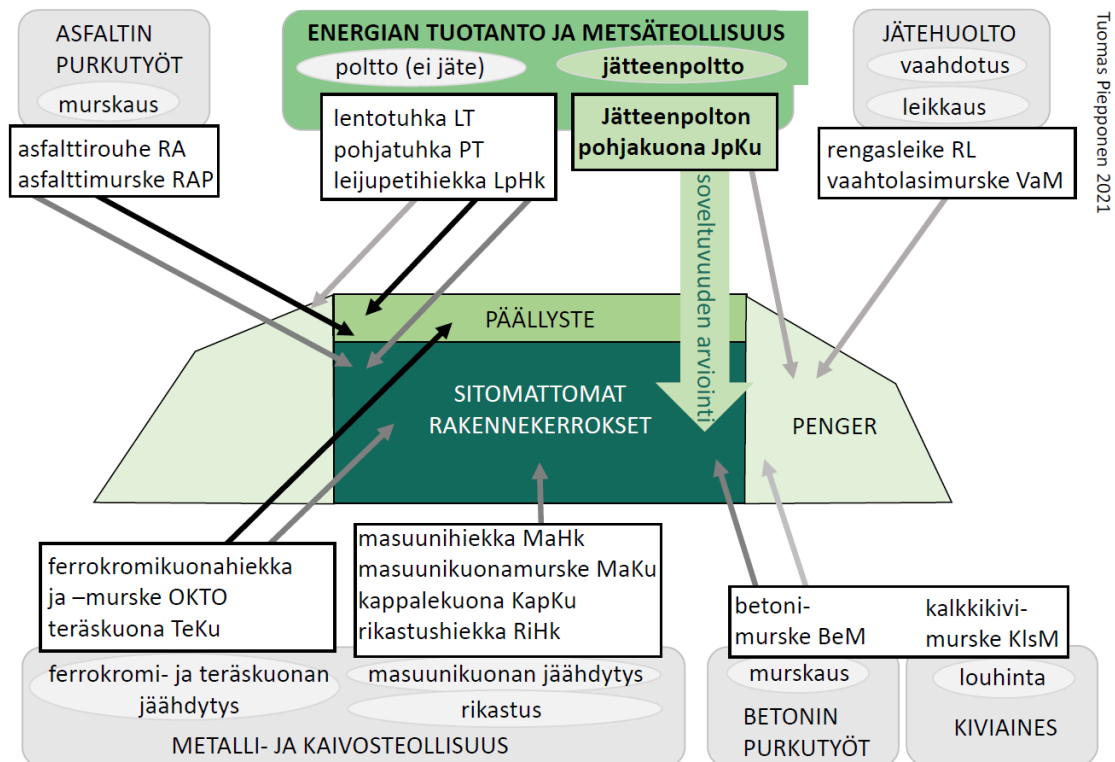 ASFALTIN
PURKUTYÖT
murskaus
asfalttirouhe RA
asfalttimurske RAP
ENERGIAN TUOTANTO JA METSÄTEOLLISUUS
poltto (ei jäte)
jätteenpoltto
lentotuhka LT
pohjatuhka PT
leijupetihiekka LpHk
Jätteenpolton
pohjakuona JpKu
JÄTEHUOLTO
vaahdotus
leikkaus
rengasleike RL
vaahtolasimurske VaM
Tuomas Piepponen 2021
soveltuvuuden arviointi
PÄÄLLYSTE
SITOMATTOMAT
RAKENNEKERROKSET
PENGER
ferrokromikuonahiekka
ja –murske OKTO
teräskuona TeKu
masuunihiekka MaHk
masuunikuonamurske MaKu
kappalekuona KapKu
rikastushiekka RiHk
betoni-
murske BeM
kalkkikivi-
murske KlsM
ferrokromi- ja teräskuonan
jäähdytys
masuunikuonan jäähdytys
rikastus
METALLI- JA KAIVOSTEOLLISUUS
murskaus
BETONIN
PURKUTYÖT
louhinta
KIVIAINES